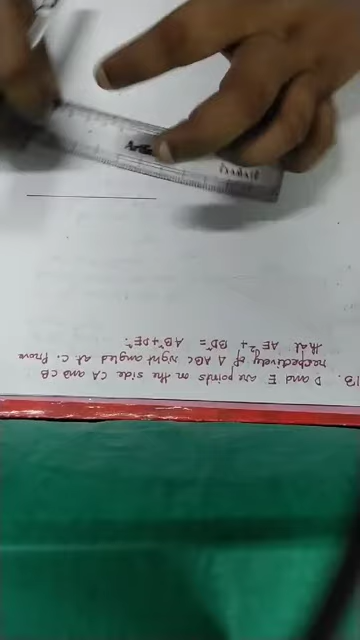 13. D and E are points on the side CA and CB
respectively of Δ ABC right angled at C. Prove
that AE² + BD² = AB² + DE².